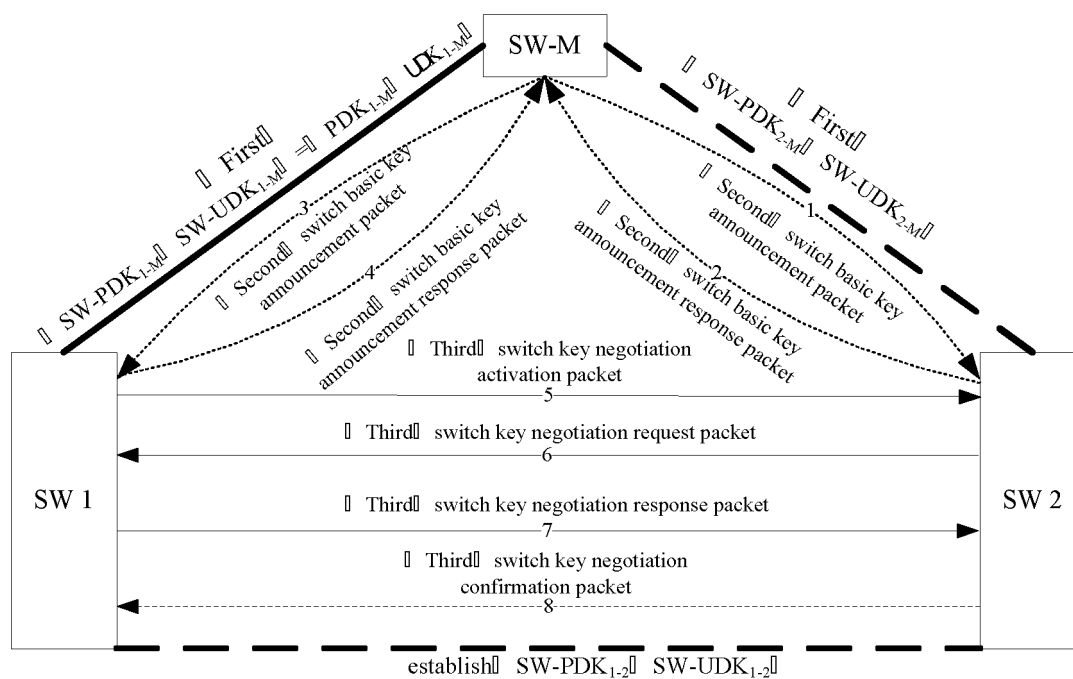 SW-M
▯ First▯
▯ SW-PDK1-M▯ SW-UDK1-M▯ =▯ PDK1-M▯ UDK1-M▯
▯ First▯
▯ SW-PDK2-M▯ SW-UDK2-M▯
3
▯ Second▯ switch basic key
announcement packet
4
▯ Second▯ switch basic key
announcement response packet
1
▯ Second▯ switch basic key
announcement packet
2
▯ Second▯ switch basic key
announcement response packet
SW 1
SW 2
▯ Third▯ switch key negotiation
activation packet
5
▯ Third▯ switch key negotiation request packet
6
▯ Third▯ switch key negotiation response packet
7
▯ Third▯ switch key negotiation
confirmation packet
8
establish▯ SW-PDK1-2▯ SW-UDK1-2▯